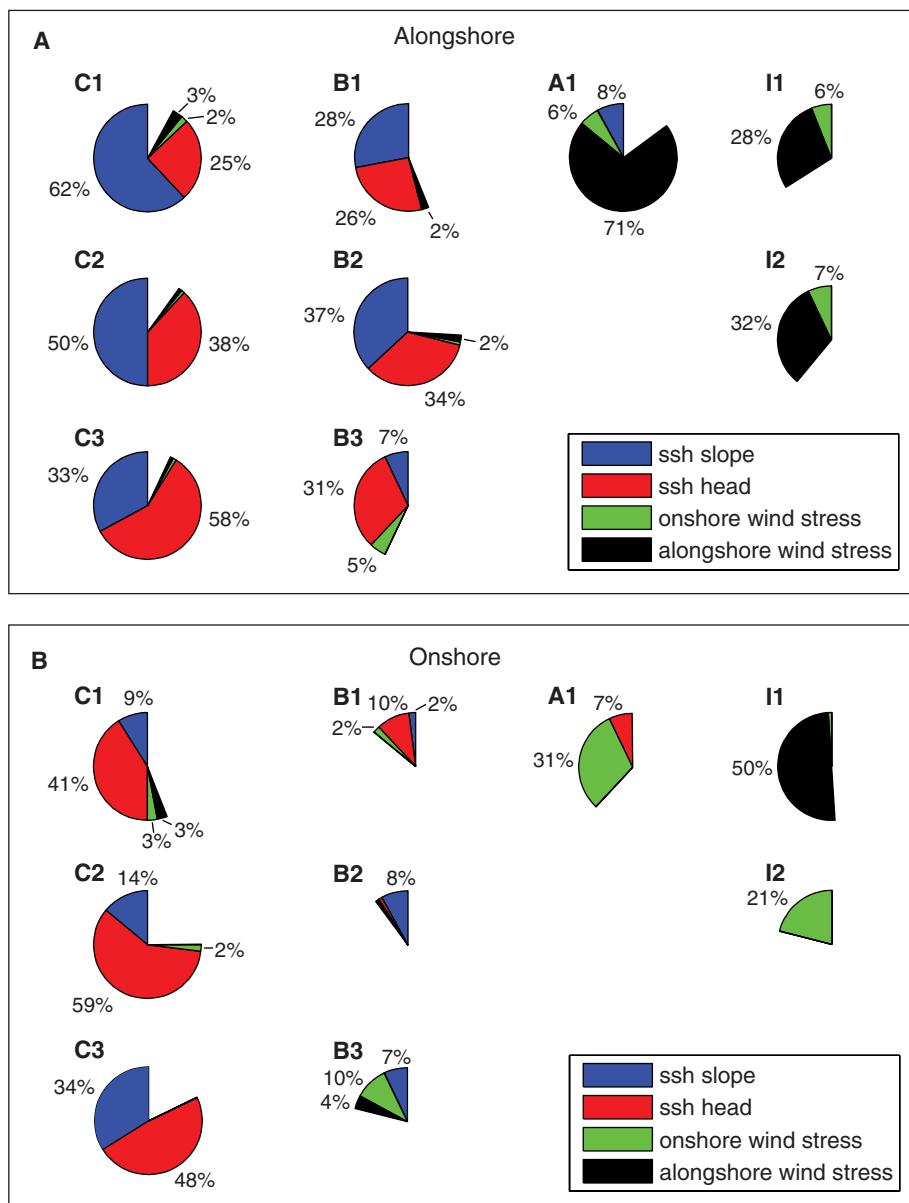 A
Alongshore
C1
3%
2%
25%
62%
B1
28%
26%
2%
A1
8%
6%
71%
I1
6%
28%
C2
50%
38%
B2
37%
2%
34%
I2
7%
32%
C3
33%
58%
B3
7%
31%
5%
ssh slope
ssh head
onshore wind stress
alongshore wind stress
B
Onshore
C1
9%
41%
3%
3%
B1
10%
2%
2%
A1
7%
31%
I1
50%
C2
14%
2%
59%
B2
8%
I2
21%
C3
34%
48%
B3
7%
10%
4%
ssh slope
ssh head
onshore wind stress
alongshore wind stress